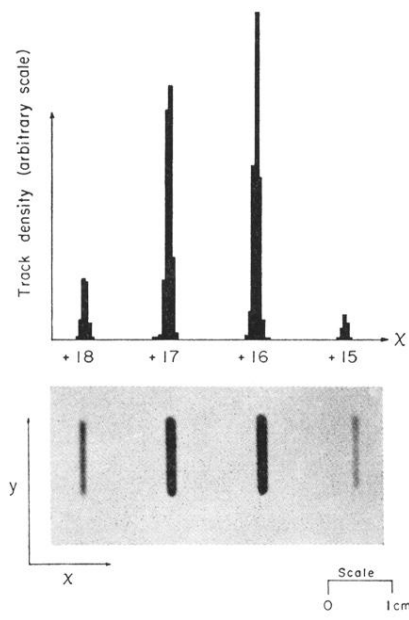 Track density (arbitrary scale)
X
+18 +17 +16 +15
y
X
Scale
0 1cm